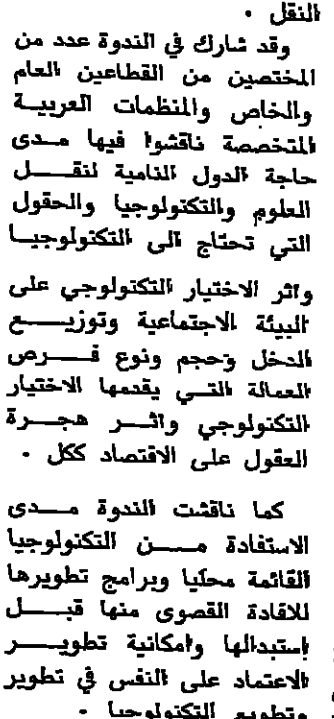 النقل .
وقد شارك في الندوة عدد من
المختصين من القطاعين العام
والخاص والمنظمات العربية
المتخصصة ناقشوا فيها مدى
حاجة الدول النامية لنقل
العلوم والتكنولوجيا والحقول
التي تحتاج الى التكنولوجيا
واثر الاختيار التكنولوجي على
البيئة الاجتماعية وتوزيع
الدخل وحجم ونوع فرص
العمالة التي يقدمها الاختيار
التكنولوجي واثر هجرة
العقول على الاقتصاد ككل .
كما ناقشت الندوة مدى
الاستفادة من التكنولوجيا
القائمة محليا وبرامج تطويرها
للافادة القصوى منها قبل
إستبدالها وامكانية تطوير
الاعتماد على النفس في تطوير
وتطويع التكنولوجيا .